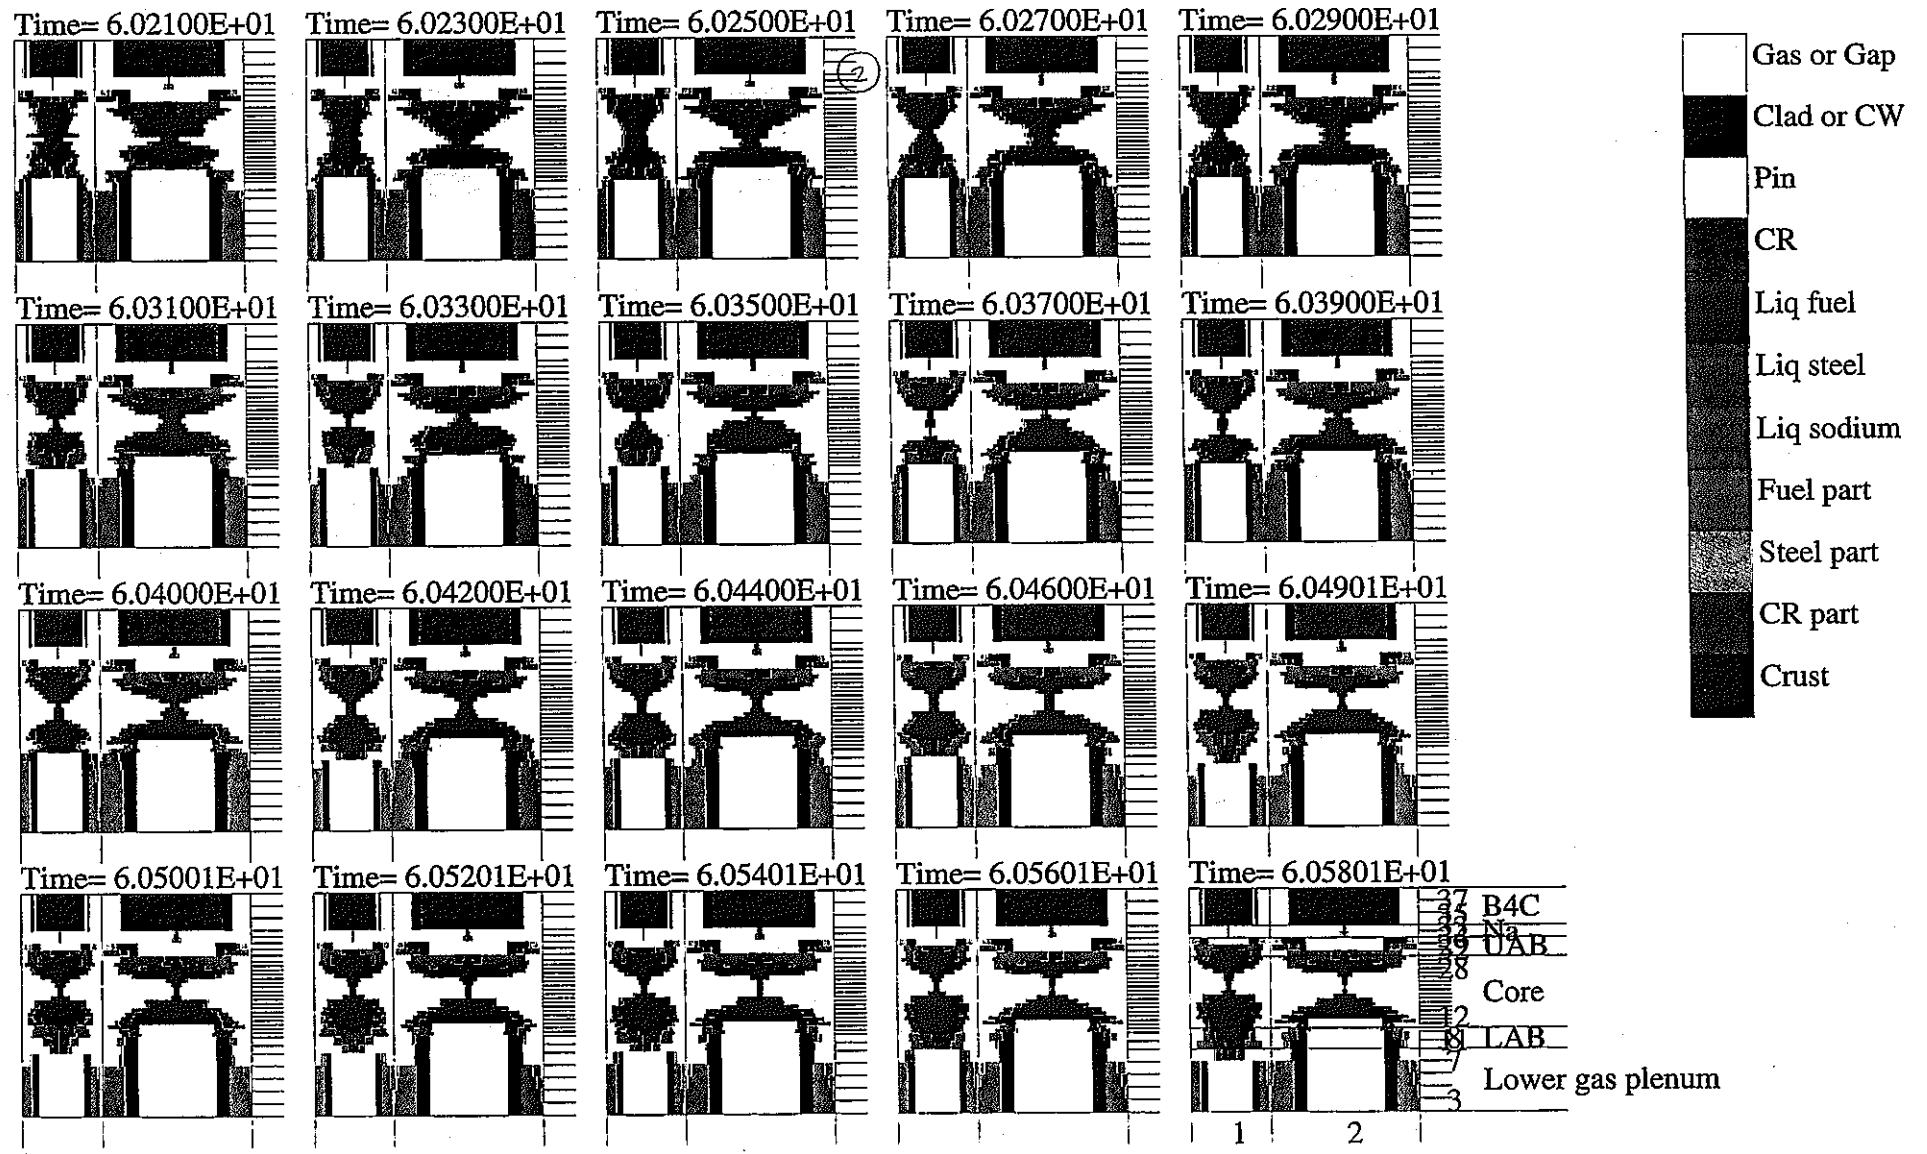 Time= 6.02100E+01
Time= 6.02300E+01
Time= 6.02500E+01
Time= 6.02700E+01
Time= 6.02900E+01
2
Time= 6.03100E+01
Time= 6.03300E+01
Time= 6.03500E+01
Time= 6.03700E+01
Time= 6.03900E+01
Time= 6.04000E+01
Time= 6.04200E+01
Time= 6.04400E+01
Time= 6.04600E+01
Time= 6.04901E+01
Time= 6.05001E+01
Time= 6.05201E+01
Time= 6.05401E+01
Time= 6.05601E+01
Time= 6.05801E+01
37
B4C
Na
UAB
28
Core
12
LAB
7
Lower gas plenum
3
1
2
Gas or Gap
Clad or CW
Pin
CR
Liq fuel
Liq steel
Liq sodium
Fuel part
Steel part
CR part
Crust